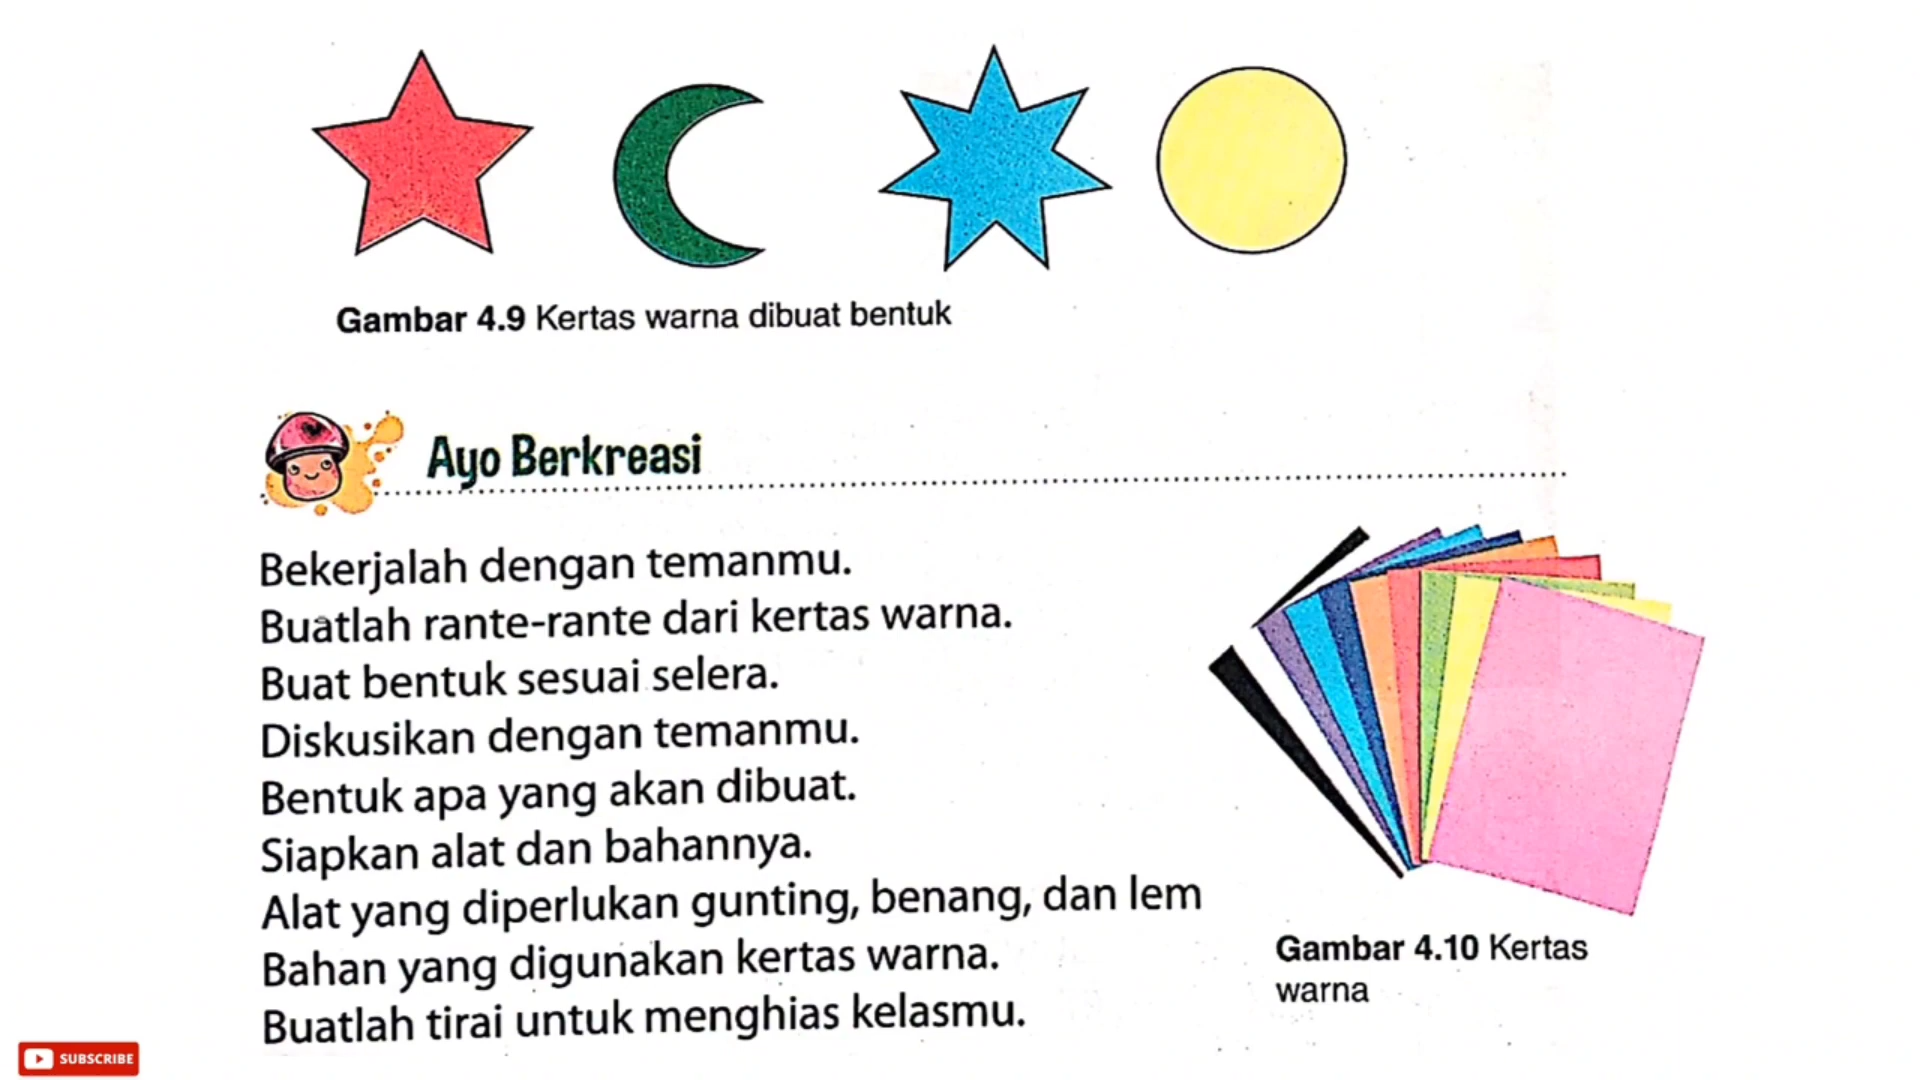 Gambar 4.9 Kertas warna dibuat bentuk
Ayo Berkreasi
Bekerjalah dengan temanmu.
Buatlah rante-rante dari kertas warna.
Buat bentuk sesuai selera.
Diskusikan dengan temanmu.
Bentuk apa yang akan dibuat.
Siapkan alat dan bahannya.
Alat yang diperlukan gunting, benang, dan lem
Bahan yang digunakan kertas warna.
Buatlah tirai untuk menghias kelasmu.
Gambar 4.10 Kertas
warna
SUBSCRIBE